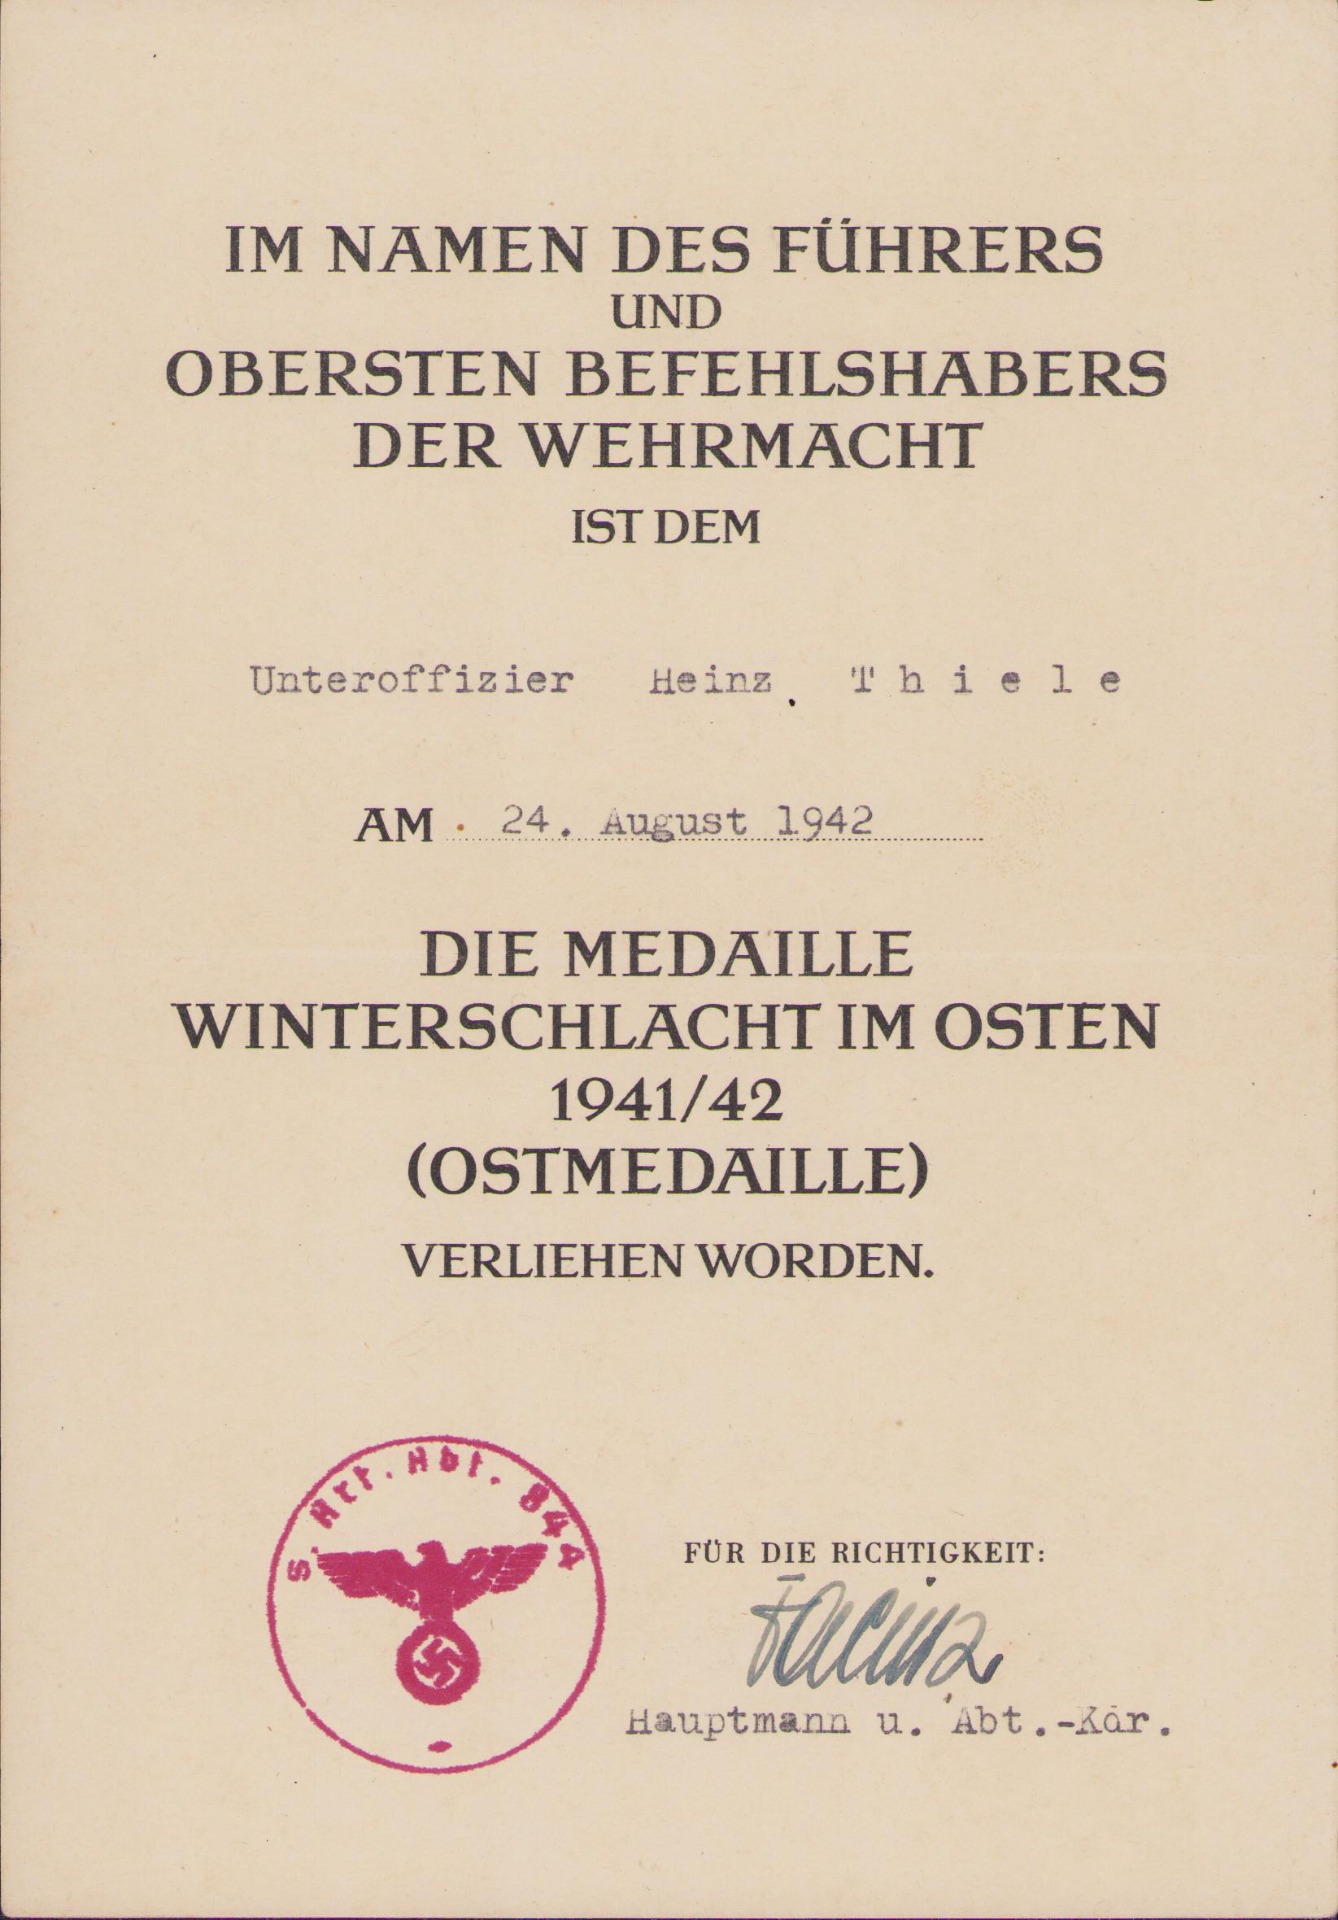 IM NAMEN DES FÜHRERS
UND
OBERSTEN BEFEHLSHABERS
DER WEHRMACHT
IST DEM
Unteroffizier Heinz T h i e l e
AM 24. August 1942
DIE MEDAILLE
WINTERSCHLACHT IM OSTEN
1941/42
(OSTMEDAILLE)
VERLIEHEN WORDEN.
S. Art. Abt. 844
FÜR DIE RICHTIGKEIT:
Hauptmann u. Abt.-Kdr.